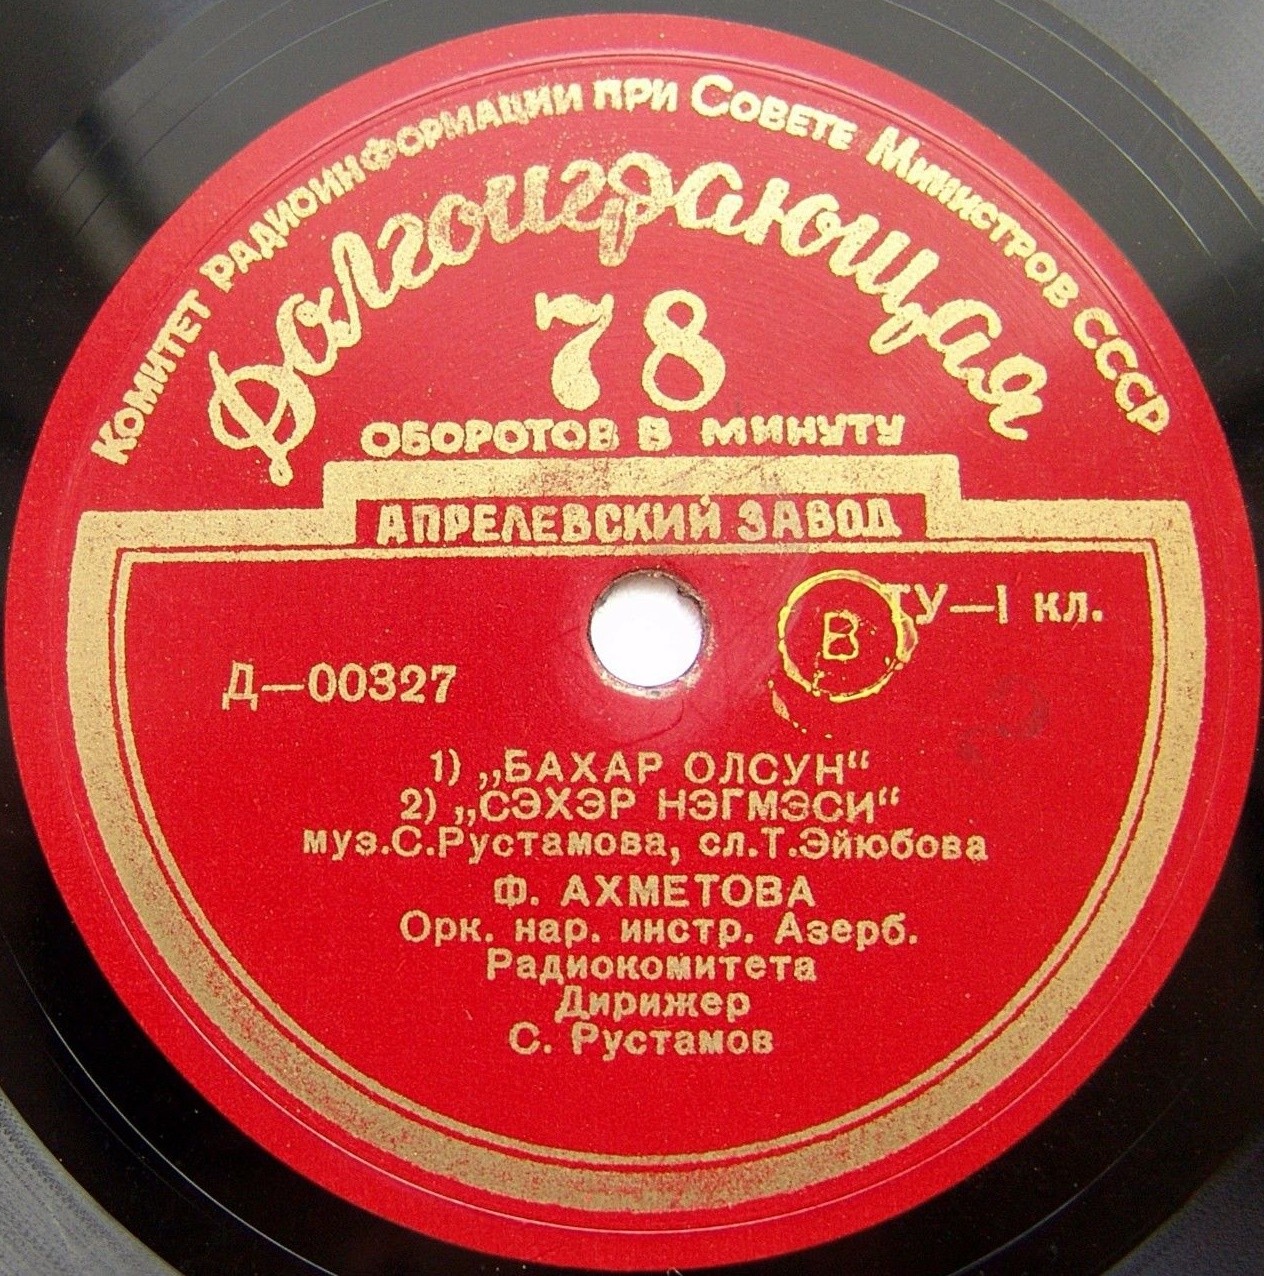 Комитет радиоинформации при Совете Министров СССР
Долгоиграющая
78
ОБОРОТОВ В МИНУТУ
АПРЕЛЕВСКИЙ ЗАВОД
ТУ—I кл.
В
Д—00327
1) „БАХАР ОЛСУН“
2) „СЭХЭР НЭГМЭСИ“
муз.С.Рустамова, сл.Т.Эйюбова
Ф. АХМЕТОВА
Орк. нар. инстр. Азерб.
Радиокомитета
Дирижер
С. Рустамов